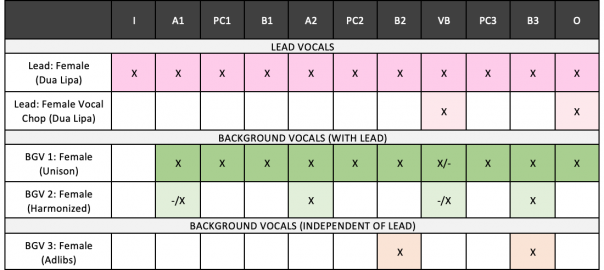 I A1 PC1 B1 A2 PC2 B2 VB PC3 B3 O
LEAD VOCALS
Lead: Female
(Dua Lipa)
X X X X X X X X X X X
Lead: Female Vocal
Chop (Dua Lipa)
X X
BACKGROUND VOCALS (WITH LEAD)
BGV 1: Female
(Unison)
X X X X X X X/- X X X
BGV 2: Female
(Harmonized)
-/X X -/X X
BACKGROUND VOCALS (INDEPENDENT OF LEAD)
BGV 3: Female
(Adlibs)
X X